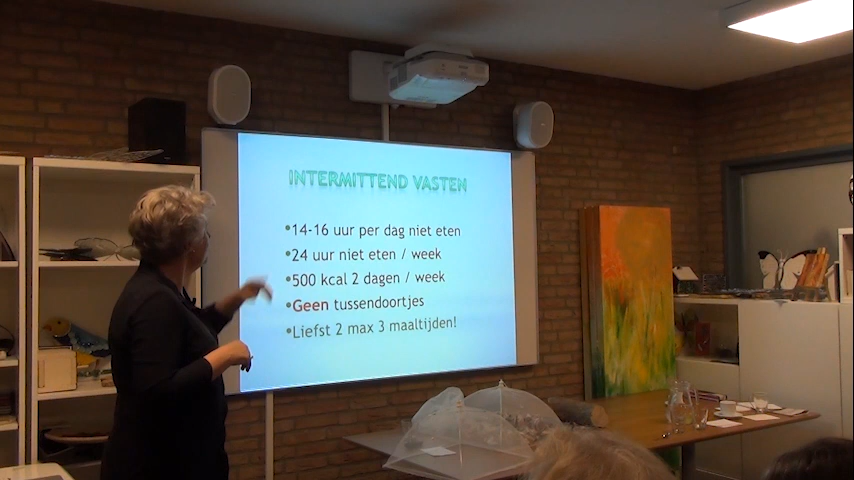 INTERMITTEND VASTEN
•14-16 uur per dag niet eten
•24 uur niet eten / week
•500 kcal 2 dagen / week
•Geen tussendoortjes
•Liefst 2 max 3 maaltijden!